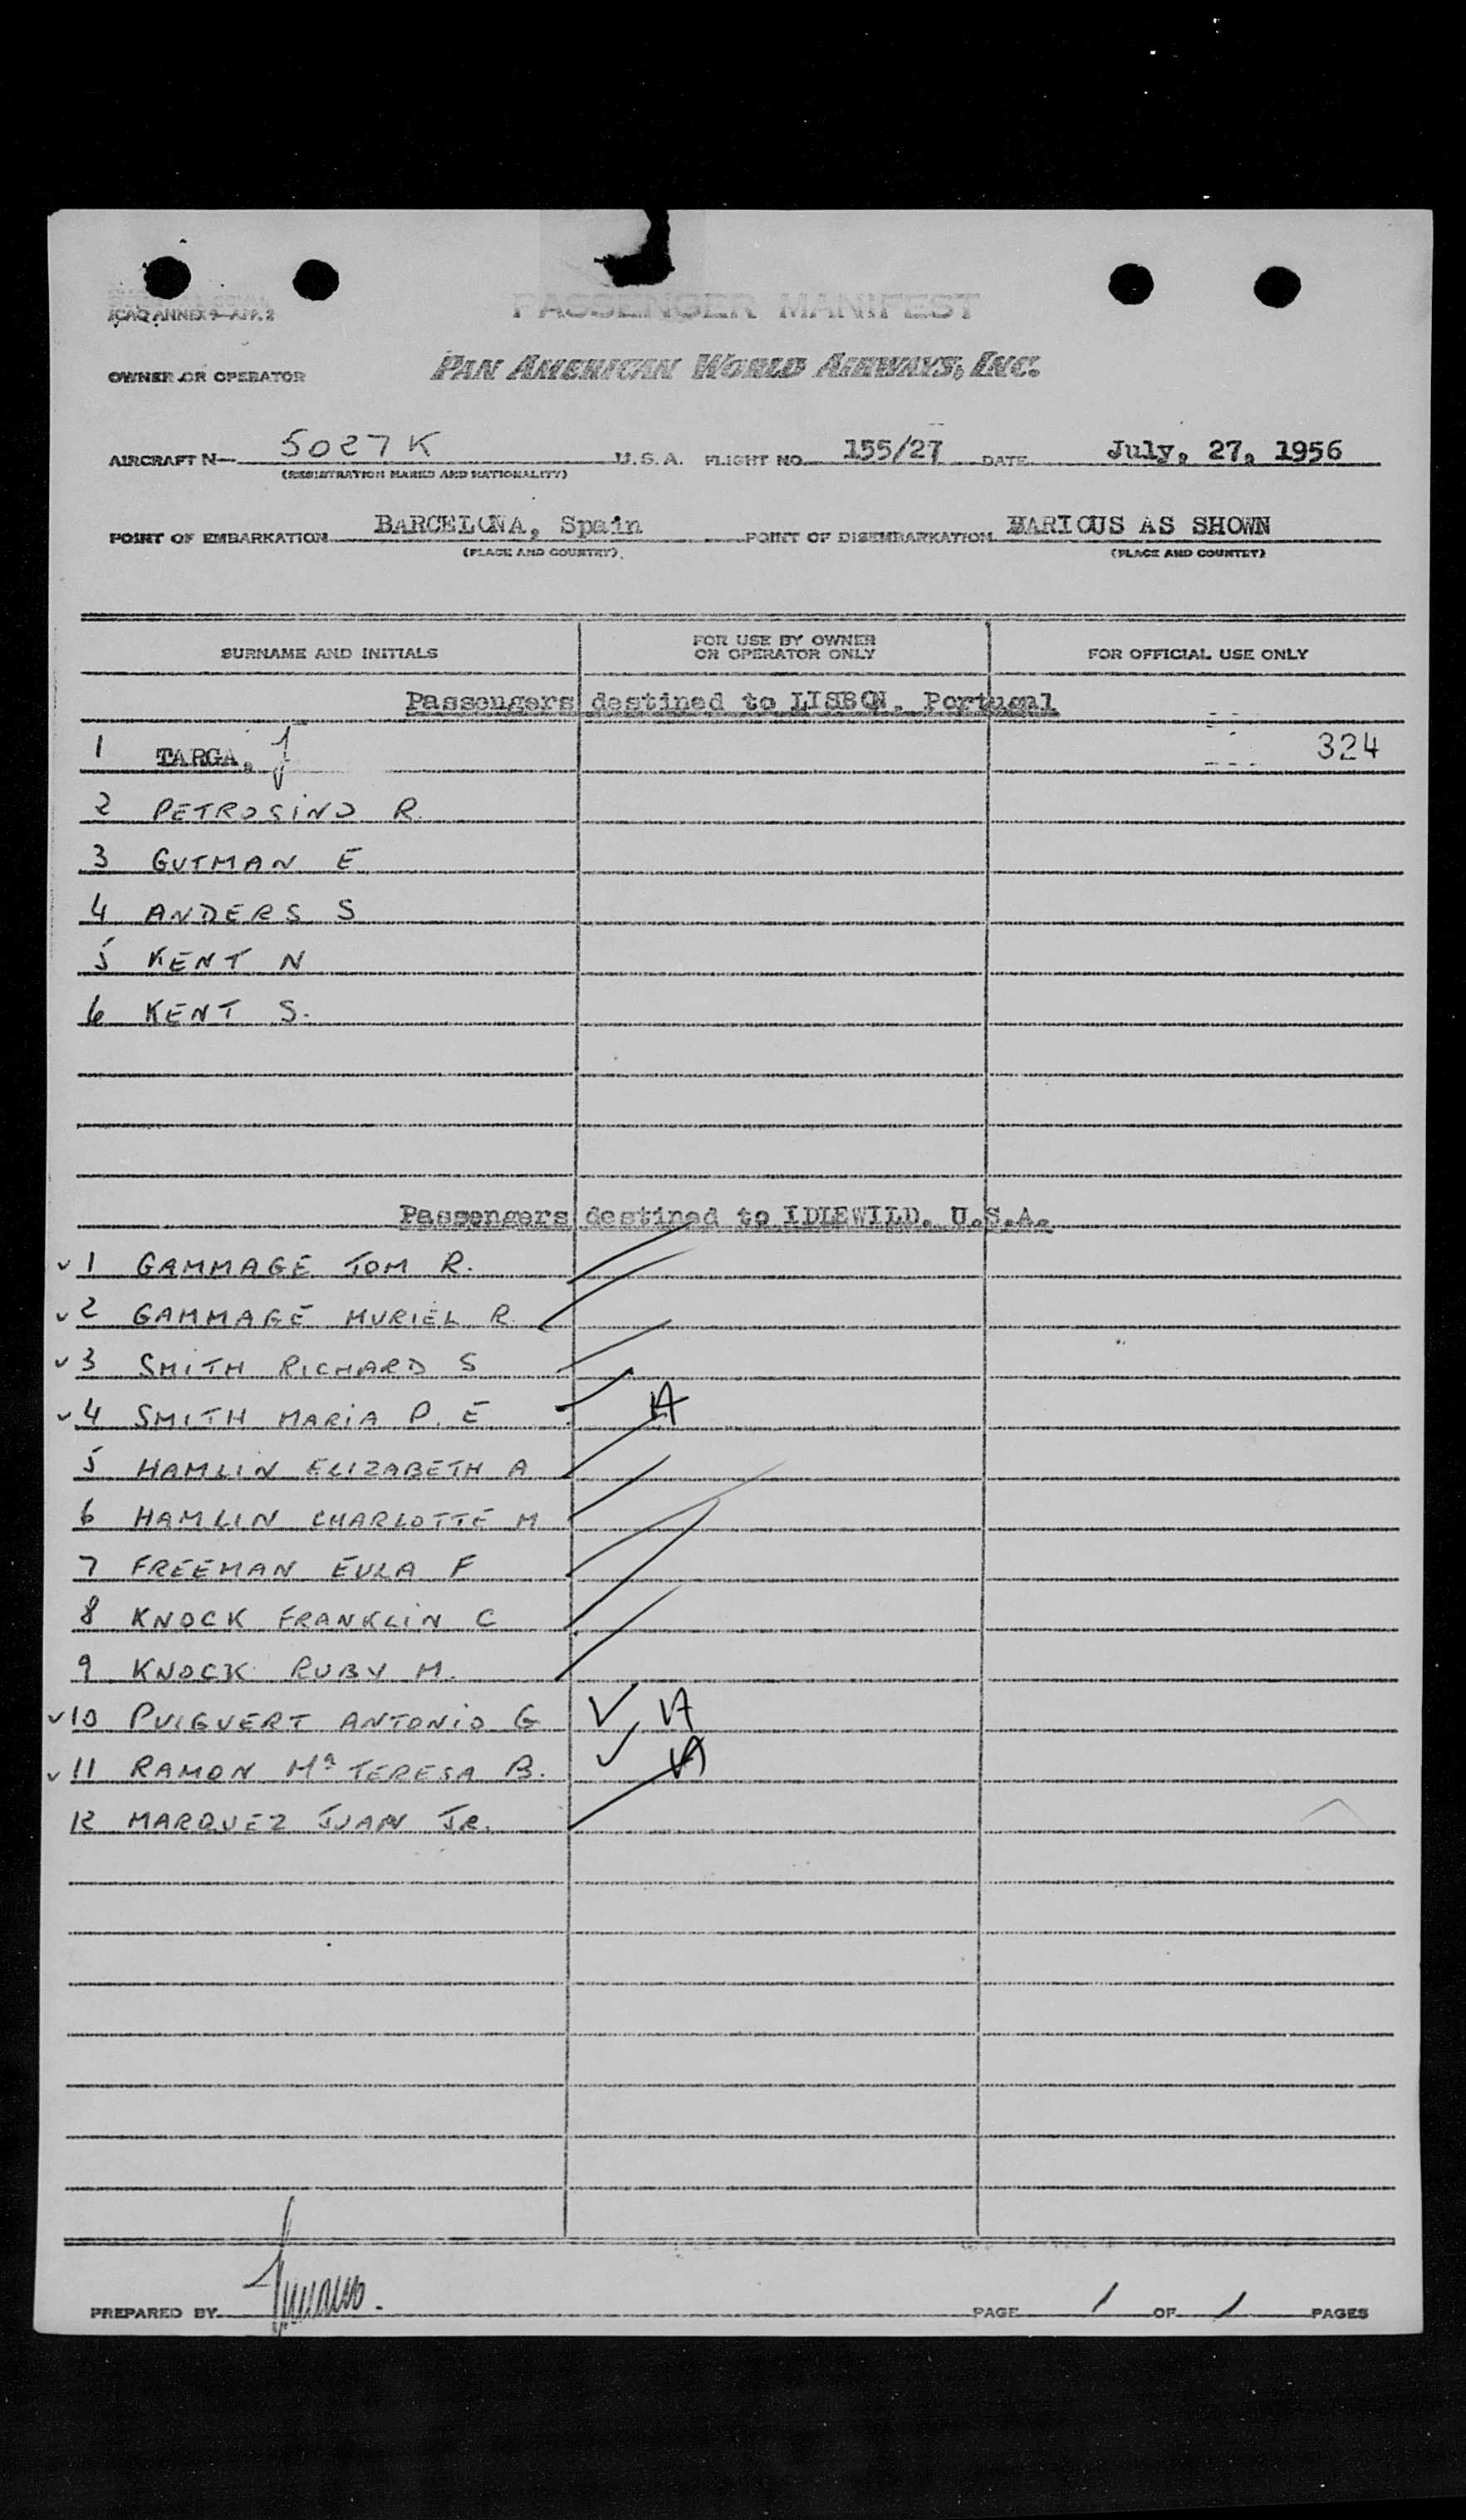 ICAO ANNEX 9—APP. 2
PASSENGER MANIFEST
OWNER OR OPERATOR PAN AMERICAN WORLD AIRWAYS, INC.
AIRCRAFT N— 5027K U.S.A. FLIGHT NO. 155/27 DATE July, 27, 1956
(REGISTRATION MARKS AND NATIONALITY)
POINT OF EMBARKATION BARCELONA, Spain POINT OF DISEMBARKATION MARIOUS AS SHOWN
(PLACE AND COUNTRY) (PLACE AND COUNTRY)
SURNAME AND INITIALS FOR USE BY OWNER OR OPERATOR ONLY FOR OFFICIAL USE ONLY
Passengers destined to LISBON, Portugal
1 TARGA, J 324
2 PETROSINO R.
3 GUTMAN E
4 ANDERS S
5 KENT N
6 KENT S.
Passengers destined to IDLEWILD, U.S.A.
✓ 1 GAMMAGE TOM R.
✓ 2 GAMMAGE MURIEL R.
✓ 3 SMITH RICHARD S
✓ 4 SMITH MARIA P. E
5 HAMLIN ELIZABETH A
6 HAMLIN CHARLOTTE M
7 FREEMAN EULA F
8 KNOCK FRANKLIN C
9 KNOCK RUBY M.
✓ 10 PUIGVERT ANTONIO G ✓
✓ 11 RAMON Mª TERESA B. ✓
12 MARQUEZ JUAN JR.
PREPARED BY PAGE 1 OF 1 PAGES